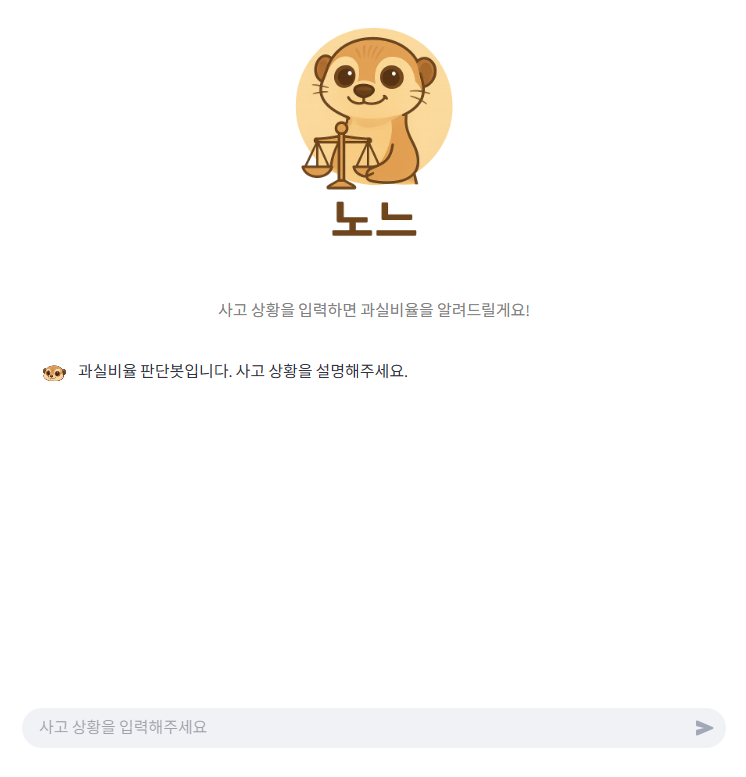 노느
사고 상황을 입력하면 과실비율을 알려드릴게요!
과실비율 판단봇입니다. 사고 상황을 설명해주세요.
사고 상황을 입력해주세요